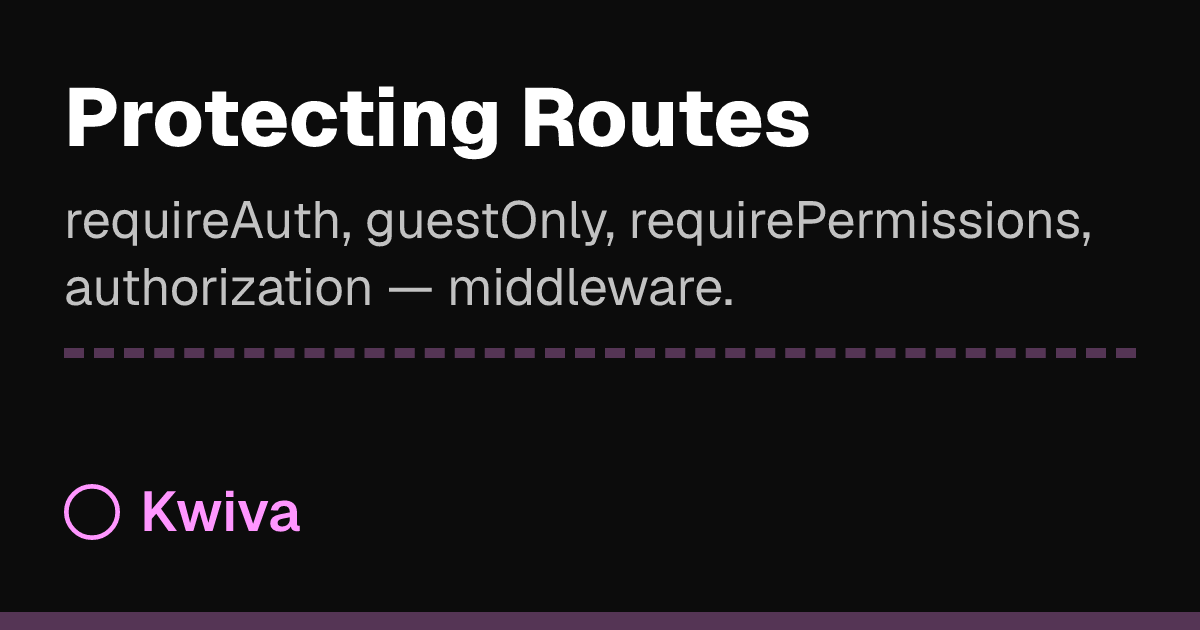 Protecting Routes
requireAuth, guestOnly, requirePermissions,
authorization — middleware.
Kwiva